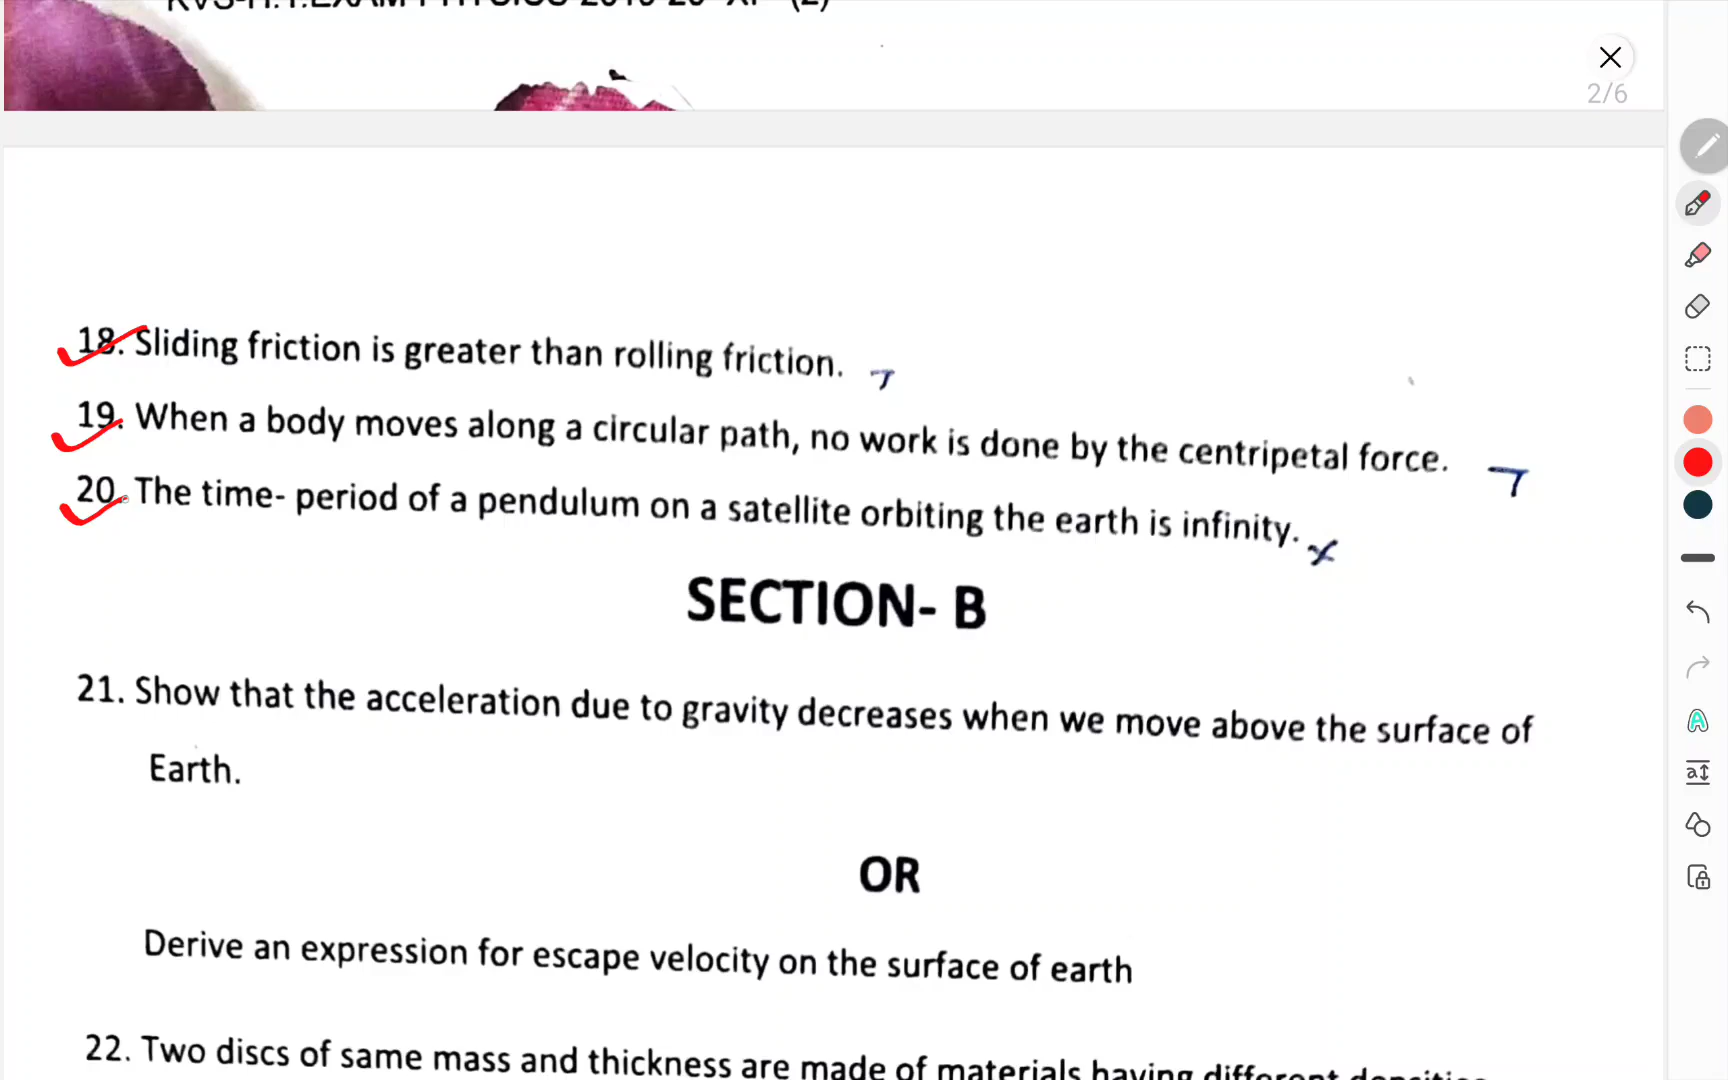 2/6
18. Sliding friction is greater than rolling friction. T
19. When a body moves along a circular path, no work is done by the centripetal force. T
20. The time- period of a pendulum on a satellite orbiting the earth is infinity.
SECTION- B
21. Show that the acceleration due to gravity decreases when we move above the surface of
Earth.
OR
Derive an expression for escape velocity on the surface of earth
22. Two discs of same mass and thickness are made of materials having different